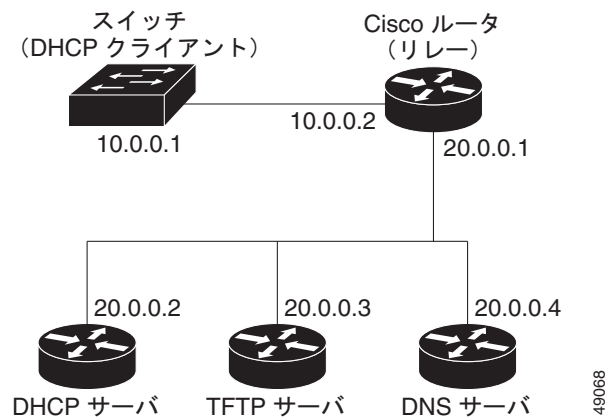 スイッチ
（DHCP クライアント）
Cisco ルータ
（リレー）
10.0.0.1
10.0.0.2
20.0.0.1
20.0.0.2
20.0.0.3
20.0.0.4
DHCP サーバ
TFTP サーバ
DNS サーバ
49068